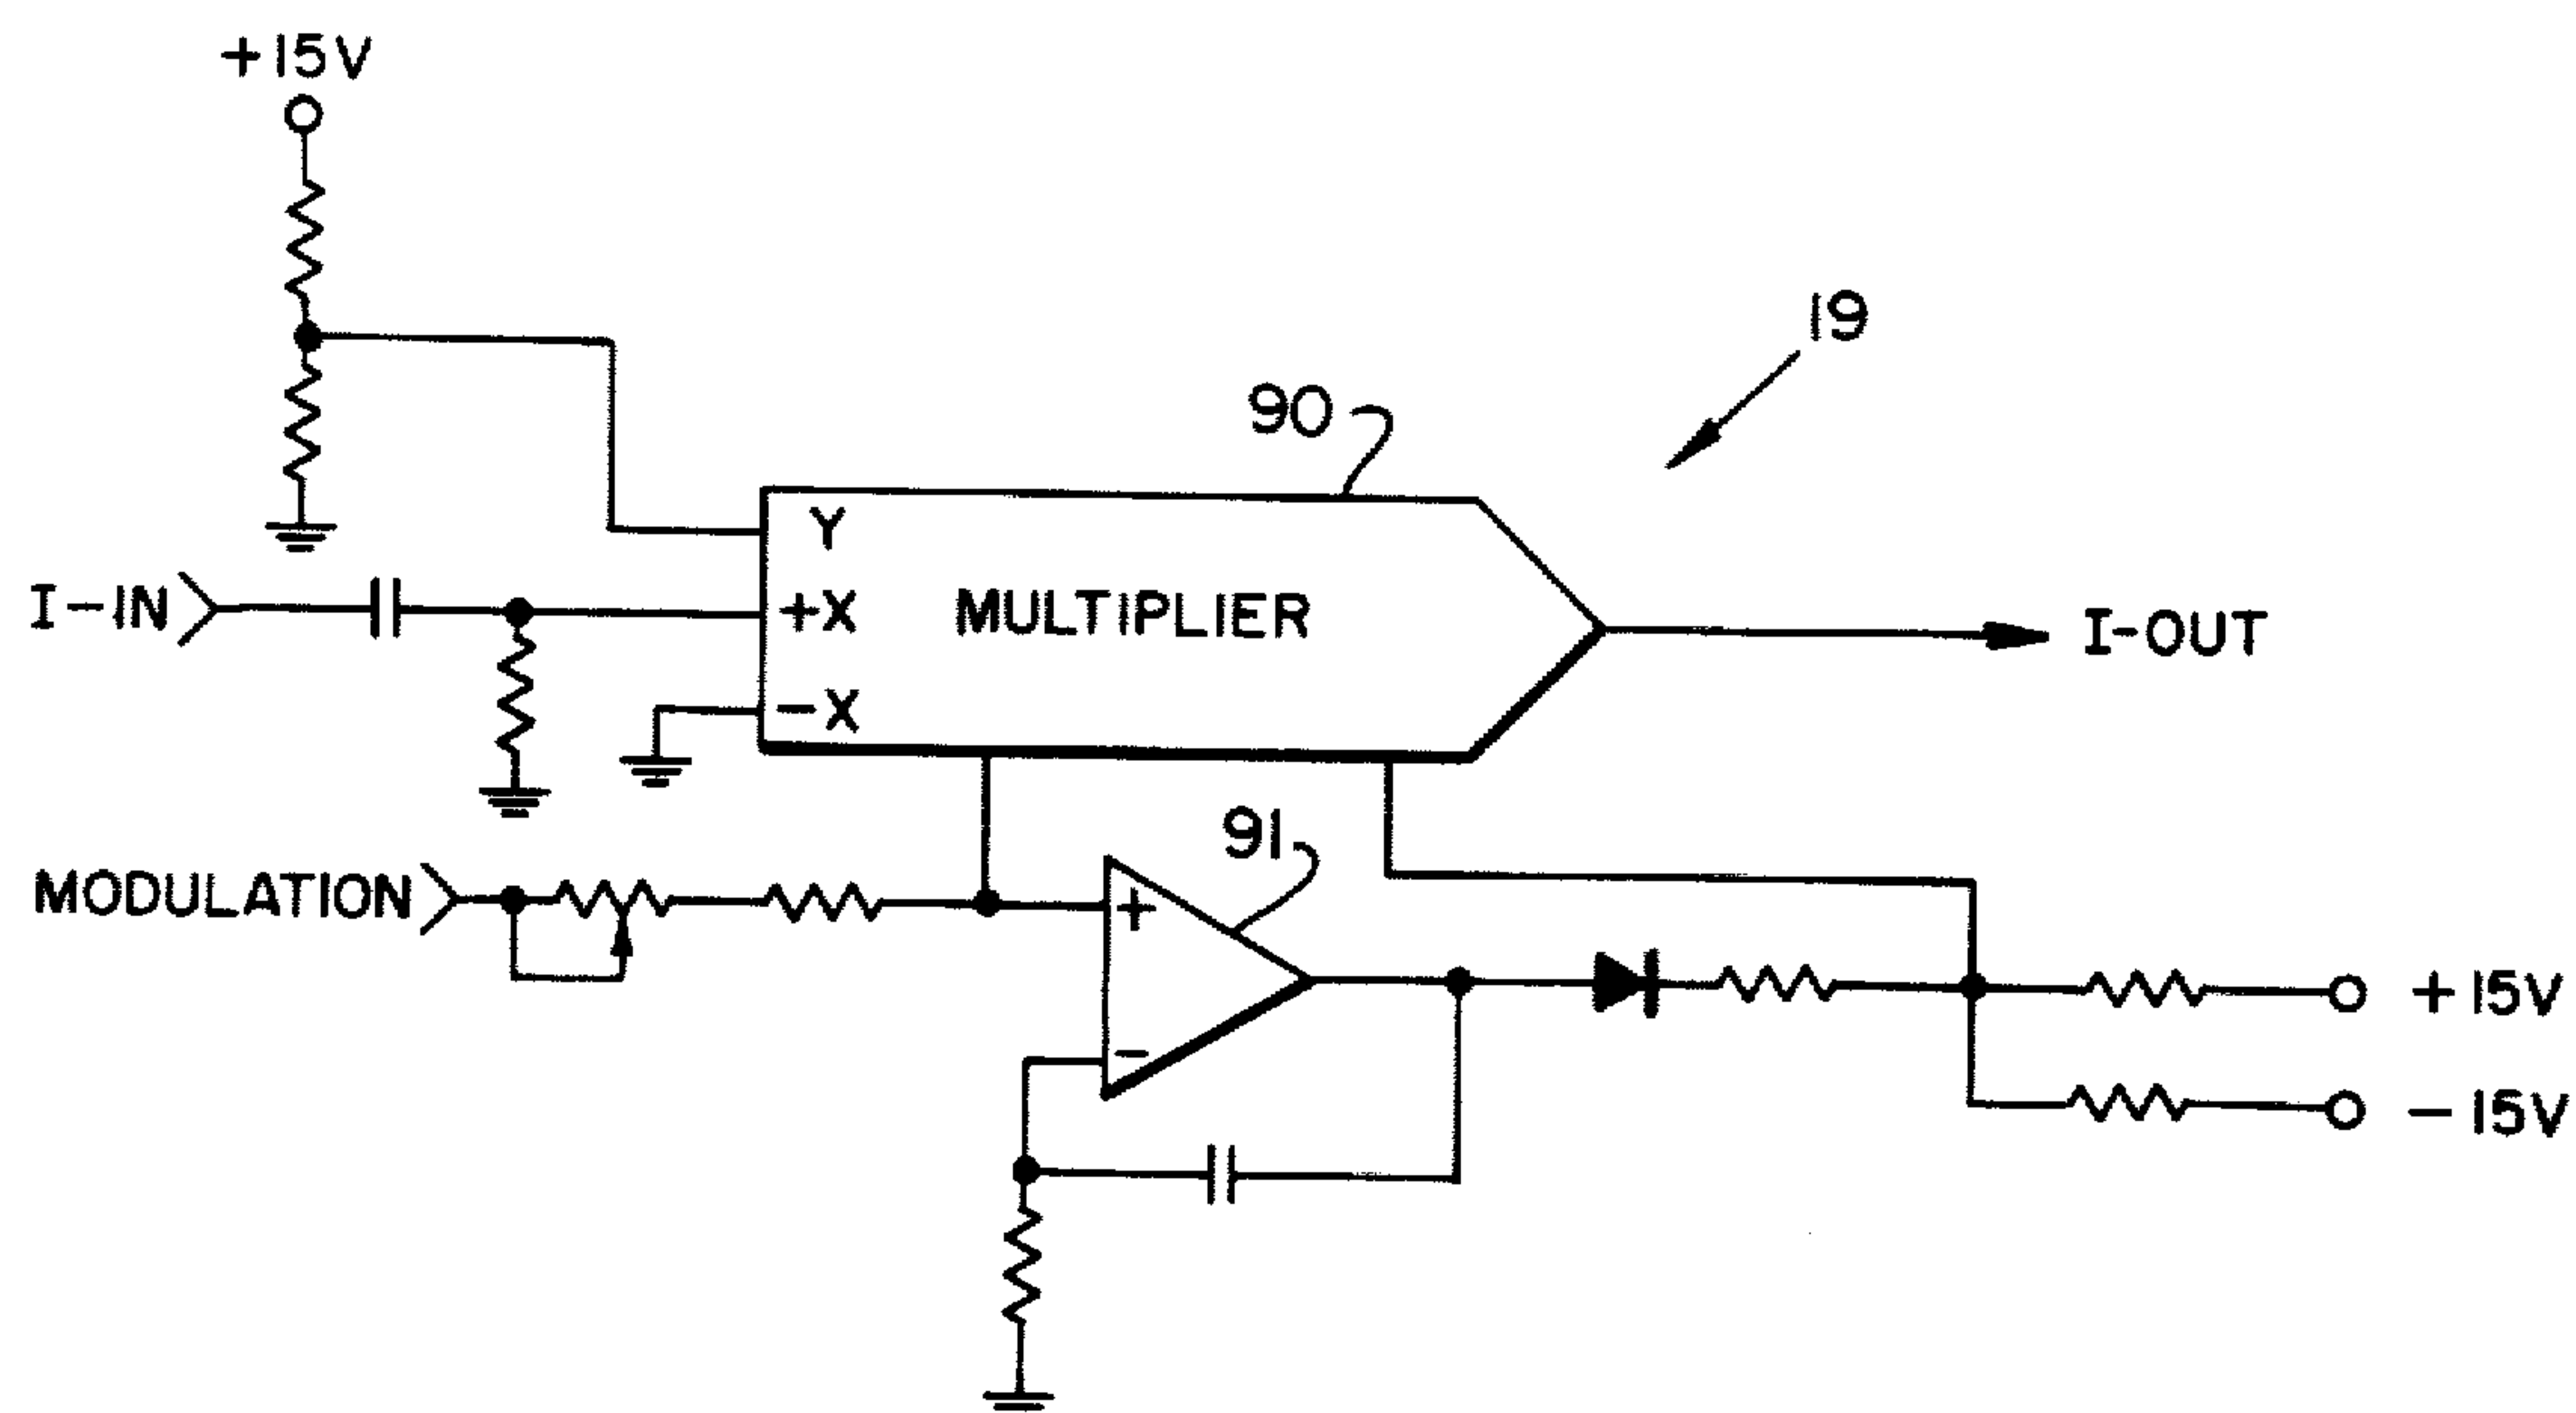 +15V
19
90
Y
I-IN
+X
MULTIPLIER
I-OUT
-X
91
MODULATION
+
-
+15V
-15V